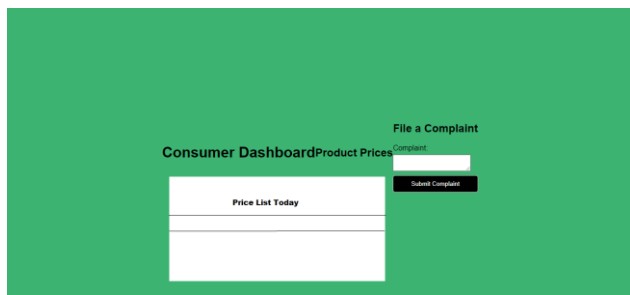 Consumer Dashboard
Product Prices
Price List Today
File a Complaint
Complaint:
Submit Complaint